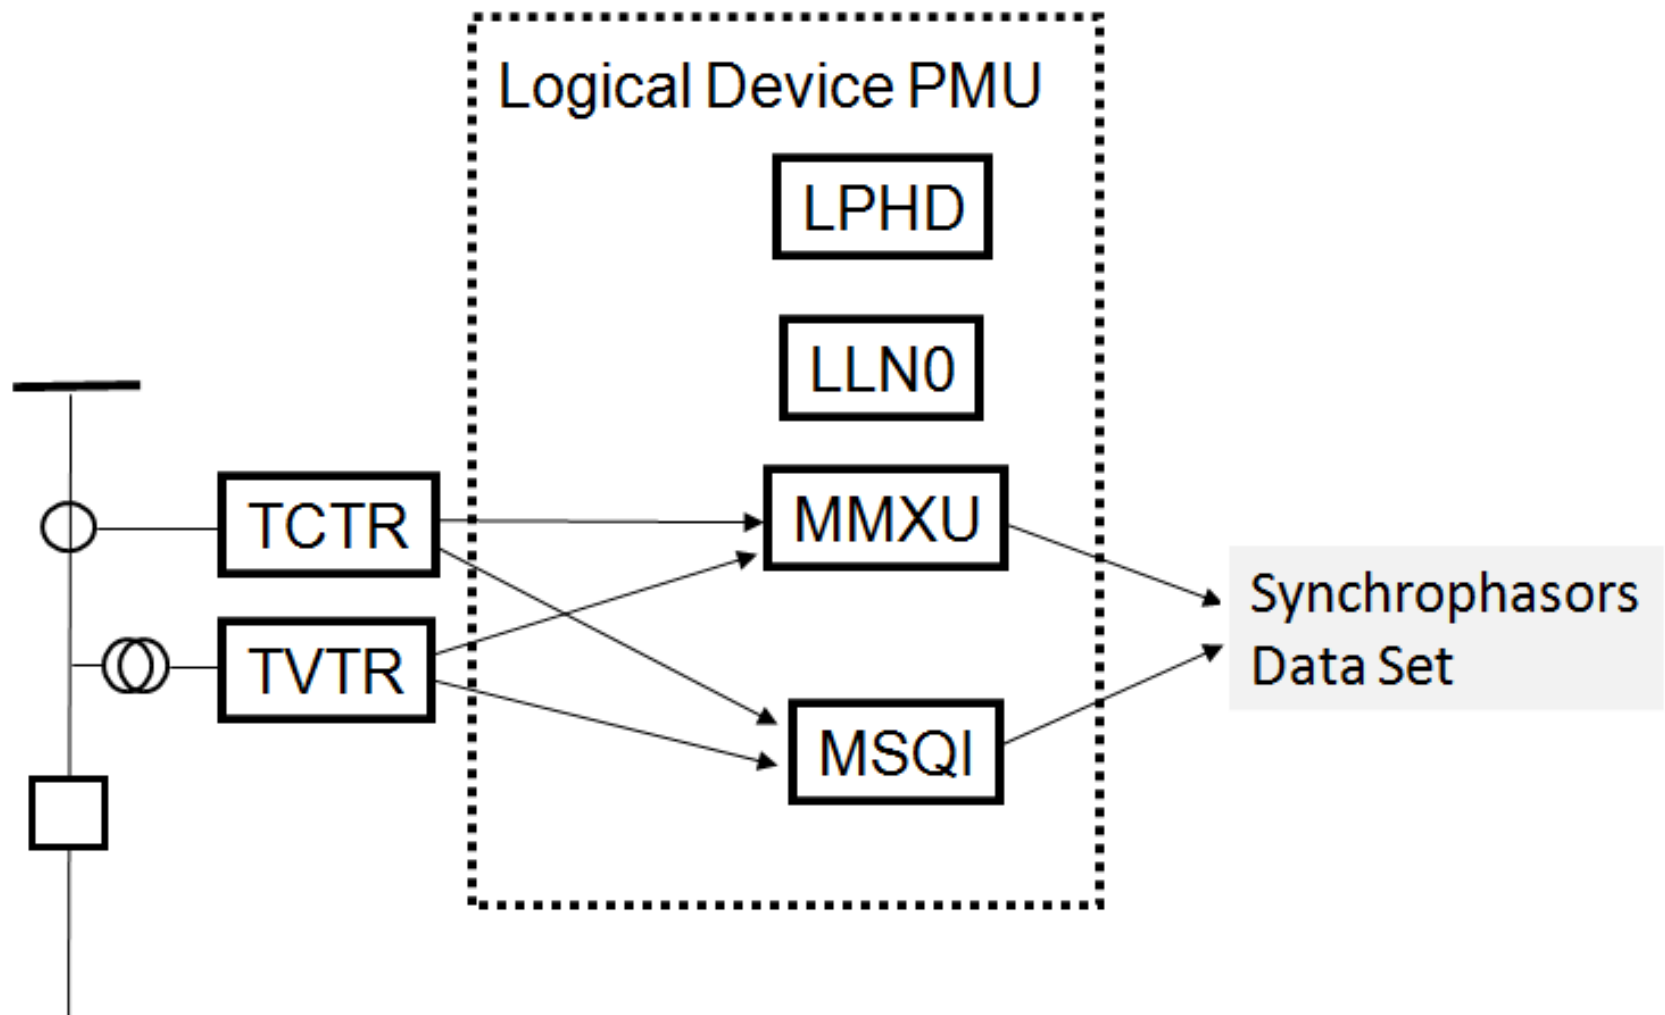 Logical Device PMU
LPHD
LLN0
TCTR
MMXU
TVTR
MSQI
Synchrophasors
Data Set